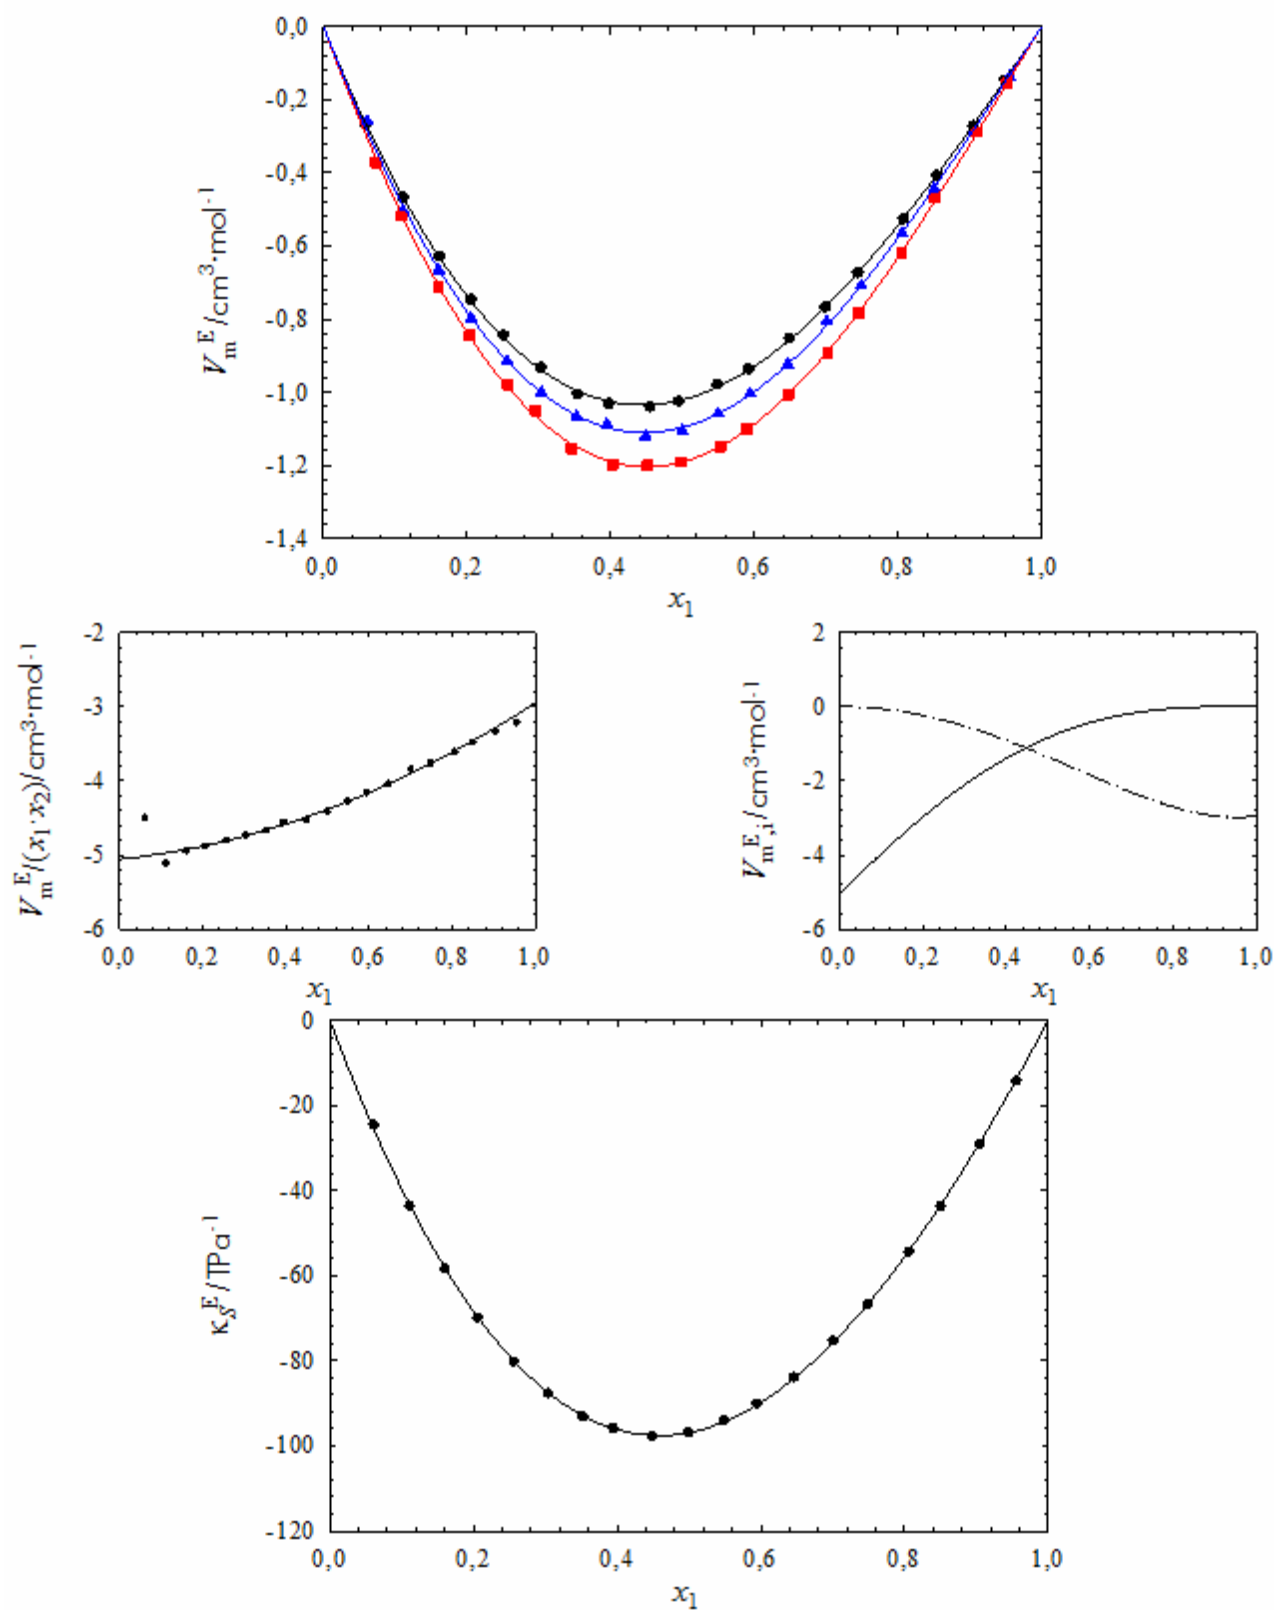 0,0
-0,2
-0,4
-0,6
-0,8
-1,0
-1,2
-1,4
V_m^E/cm³·mol⁻¹
0,0 0,2 0,4 0,6 0,8 1,0
x₁
-2
-3
-4
-5
-6
V_m^E/(x₁·x₂)/cm³·mol⁻¹
0,0 0,2 0,4 0,6 0,8 1,0
x₁
2
0
-2
-4
-6
V_m^E,i/cm³·mol⁻¹
0,0 0,2 0,4 0,6 0,8 1,0
x₁
0
-20
-40
-60
-80
-100
-120
κ_S^E/TPa⁻¹
0,0 0,2 0,4 0,6 0,8 1,0
x₁